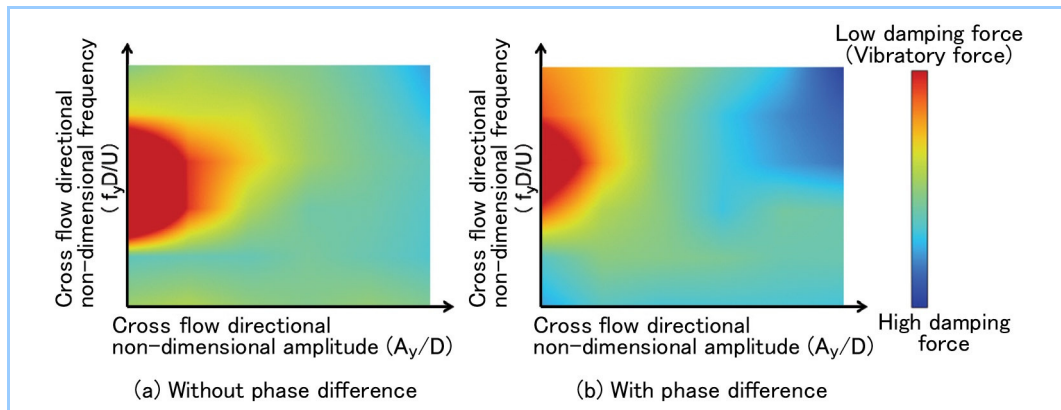 Cross flow directional
non-dimensional frequency
(fyD/U)
Cross flow directional
non-dimensional amplitude (Ay/D)
(a) Without phase difference
Cross flow directional
non-dimensional frequency
(fyD/U)
Cross flow directional
non-dimensional amplitude (Ay/D)
(b) With phase difference
Low damping force
(Vibratory force)
High damping
force